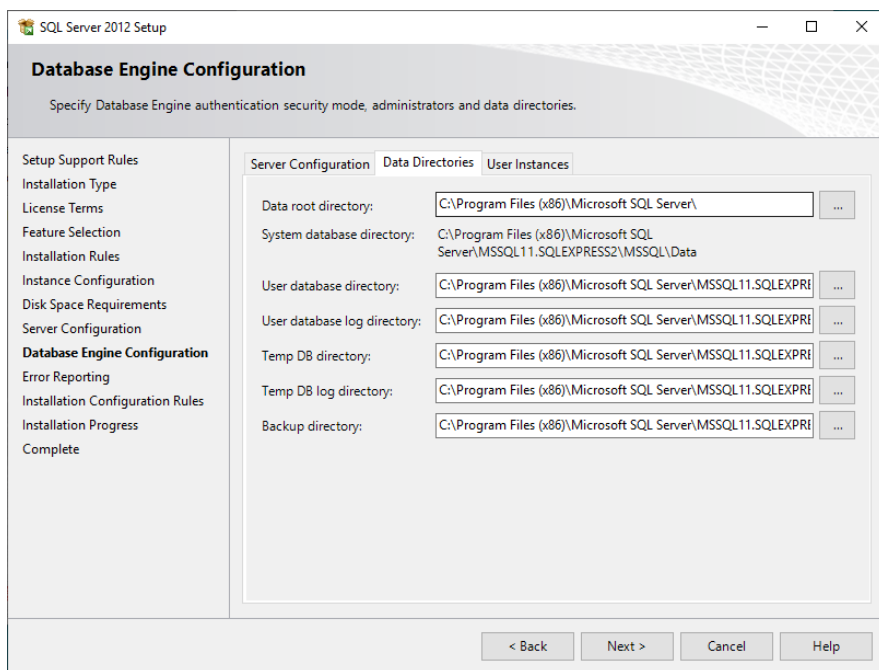 SQL Server 2012 Setup
Database Engine Configuration
Specify Database Engine authentication security mode, administrators and data directories.
Setup Support Rules
Installation Type
License Terms
Feature Selection
Installation Rules
Instance Configuration
Disk Space Requirements
Server Configuration
Database Engine Configuration
Error Reporting
Installation Configuration Rules
Installation Progress
Complete
Server Configuration Data Directories User Instances
Data root directory: C:\Program Files (x86)\Microsoft SQL Server\ ...
System database directory: C:\Program Files (x86)\Microsoft SQL
Server\MSSQL11.SQLEXPRESS2\MSSQL\Data
User database directory: C:\Program Files (x86)\Microsoft SQL Server\MSSQL11.SQLEXPRE ...
User database log directory: C:\Program Files (x86)\Microsoft SQL Server\MSSQL11.SQLEXPRE ...
Temp DB directory: C:\Program Files (x86)\Microsoft SQL Server\MSSQL11.SQLEXPRE ...
Temp DB log directory: C:\Program Files (x86)\Microsoft SQL Server\MSSQL11.SQLEXPRE ...
Backup directory: C:\Program Files (x86)\Microsoft SQL Server\MSSQL11.SQLEXPRE ...
< Back Next > Cancel Help